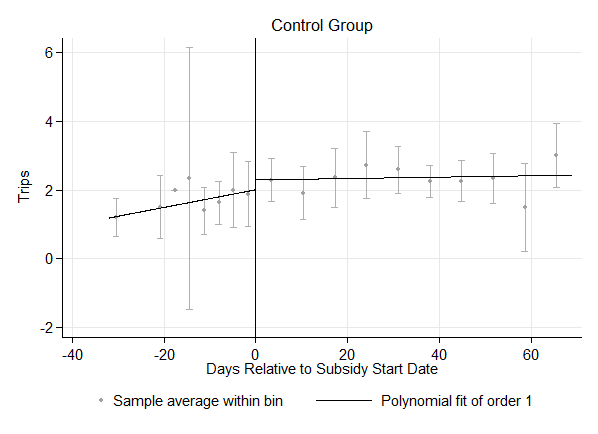 Control Group
Trips
6
4
2
0
-2
-40 -20 0 20 40 60
Days Relative to Subsidy Start Date
Sample average within bin Polynomial fit of order 1